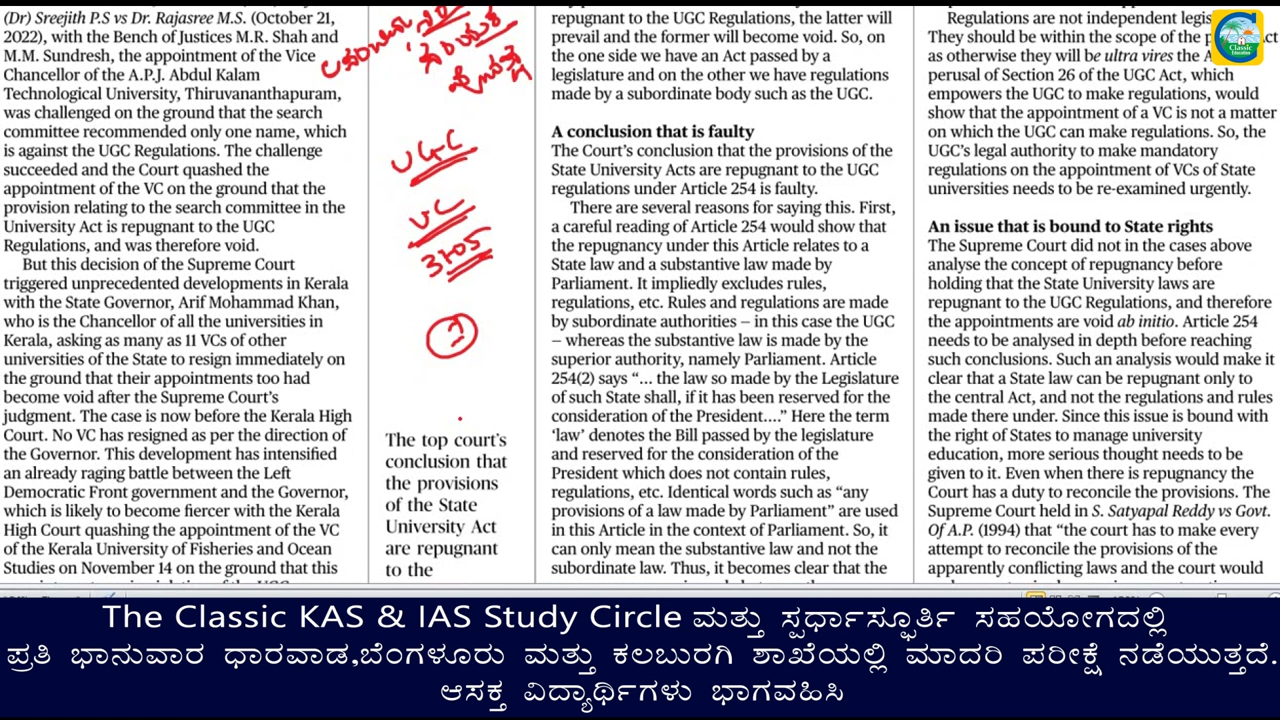 (Dr) Sreejith P.S vs Dr. Rajasree M.S. (October 21,
2022), with the Bench of Justices M.R. Shah and
M.M. Sundresh, the appointment of the Vice
Chancellor of the A.P.J. Abdul Kalam
Technological University, Thiruvananthapuram,
was challenged on the ground that the search
committee recommended only one name, which
is against the UGC Regulations. The challenge
succeeded and the Court quashed the
appointment of the VC on the ground that the
provision relating to the search committee in the
University Act is repugnant to the UGC
Regulations, and was therefore void.
But this decision of the Supreme Court
triggered unprecedented developments in Kerala
with the State Governor, Arif Mohammad Khan,
who is the Chancellor of all the universities in
Kerala, asking as many as 11 VCs of other
universities of the State to resign immediately on
the ground that their appointments too had
become void after the Supreme Court's
judgment. The case is now before the Kerala High
Court. No VC has resigned as per the direction of
the Governor. This development has intensified
an already raging battle between the Left
Democratic Front government and the Governor,
which is likely to become fiercer with the Kerala
High Court quashing the appointment of the VC
of the Kerala University of Fisheries and Ocean
Studies on November 14 on the ground that this
UGC
VC
?
The top court's
conclusion that
the provisions
of the State
University Act
are repugnant
to the
repugnant to the UGC Regulations, the latter will
prevail and the former will become void. So, on
the one side we have an Act passed by a
legislature and on the other we have regulations
made by a subordinate body such as the UGC.
A conclusion that is faulty
The Court's conclusion that the provisions of the
State University Acts are repugnant to the UGC
regulations under Article 254 is faulty.
There are several reasons for saying this. First,
a careful reading of Article 254 would show that
the repugnancy under this Article relates to a
State law and a substantive law made by
Parliament. It impliedly excludes rules,
regulations, etc. Rules and regulations are made
by subordinate authorities – in this case the UGC
– whereas the substantive law is made by the
superior authority, namely Parliament. Article
254(2) says “... the law so made by the Legislature
of such State shall, if it has been reserved for the
consideration of the President....” Here the term
‘law’ denotes the Bill passed by the legislature
and reserved for the consideration of the
President which does not contain rules,
regulations, etc. Identical words such as “any
provisions of a law made by Parliament” are used
in this Article in the context of Parliament. So, it
can only mean the substantive law and not the
subordinate law. Thus, it becomes clear that the
Regulations are not independent legis
They should be within the scope of the
as otherwise they will be ultra vires the
perusal of Section 26 of the UGC Act, which
empowers the UGC to make regulations, would
show that the appointment of a VC is not a matter
on which the UGC can make regulations. So, the
UGC's legal authority to make mandatory
regulations on the appointment of VCs of State
universities needs to be re-examined urgently.
An issue that is bound to State rights
The Supreme Court did not in the cases above
analyse the concept of repugnancy before
holding that the State University laws are
repugnant to the UGC Regulations, and therefore
the appointments are void ab initio. Article 254
needs to be analysed in depth before reaching
such conclusions. Such an analysis would make it
clear that a State law can be repugnant only to
the central Act, and not the regulations and rules
made there under. Since this issue is bound with
the right of States to manage university
education, more serious thought needs to be
given to it. Even when there is repugnancy the
Court has a duty to reconcile the provisions. The
Supreme Court held in S. Satyapal Reddy vs Govt.
Of A.P. (1994) that “the court has to make every
attempt to reconcile the provisions of the
apparently conflicting laws and the court would
Classic
Education
The Classic KAS & IAS Study Circle ಮತ್ತು ಸ್ಪರ್ಧಾಸ್ಫೂರ್ತಿ ಸಹಯೋಗದಲ್ಲಿ
ಪ್ರತಿ ಭಾನುವಾರ ಧಾರವಾಡ,ಬೆಂಗಳೂರು ಮತ್ತು ಕಲಬುರಗಿ ಶಾಖೆಯಲ್ಲಿ ಮಾದರಿ ಪರೀಕ್ಷೆ ನಡೆಯುತ್ತದೆ.
ಆಸಕ್ತ ವಿದ್ಯಾರ್ಥಿಗಳು ಭಾಗವಹಿಸಿ